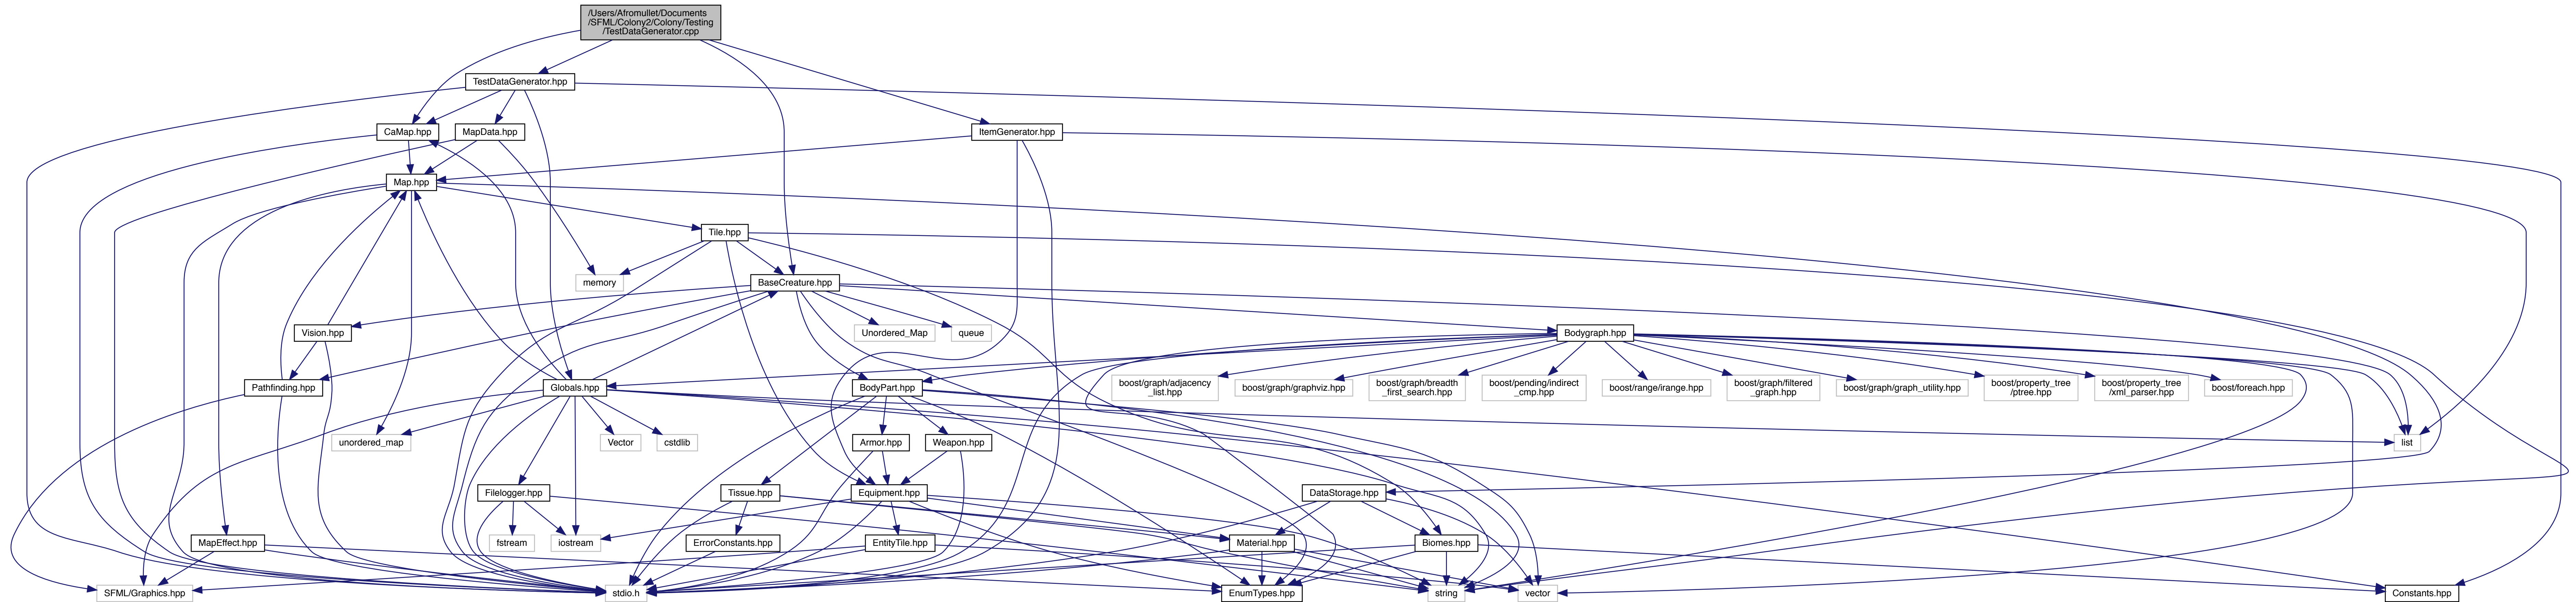 /Users/Afromullet/Documents
/SFML/Colony2/Colony/Testing
/TestDataGenerator.cpp
TestDataGenerator.hpp
CaMap.hpp
MapData.hpp
ItemGenerator.hpp
Map.hpp
Tile.hpp
memory
BaseCreature.hpp
Vision.hpp
Unordered_Map
queue
Bodygraph.hpp
Pathfinding.hpp
Globals.hpp
BodyPart.hpp
boost/graph/adjacency
_list.hpp
boost/graph/graphviz.hpp
boost/graph/breadth
_first_search.hpp
boost/pending/indirect
_cmp.hpp
boost/range/irange.hpp
boost/graph/filtered
_graph.hpp
boost/graph/graph_utility.hpp
boost/property_tree
/ptree.hpp
boost/property_tree
/xml_parser.hpp
boost/foreach.hpp
unordered_map
Vector
cstdlib
Armor.hpp
Weapon.hpp
list
Filelogger.hpp
Tissue.hpp
Equipment.hpp
DataStorage.hpp
MapEffect.hpp
fstream
iostream
ErrorConstants.hpp
EntityTile.hpp
Material.hpp
Biomes.hpp
SFML/Graphics.hpp
stdio.h
EnumTypes.hpp
string
vector
Constants.hpp